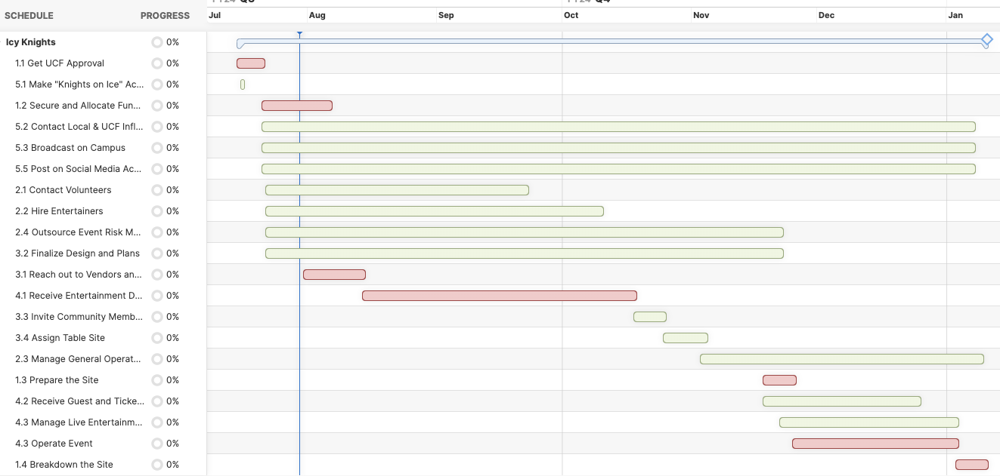 SCHEDULE PROGRESS Jul Aug Sep Oct Nov Dec Jan
Icy Knights 0%
1.1 Get UCF Approval 0%
5.1 Make "Knights on Ice" Ac... 0%
1.2 Secure and Allocate Fun... 0%
5.2 Contact Local & UCF Infl... 0%
5.3 Broadcast on Campus 0%
5.5 Post on Social Media Ac... 0%
2.1 Contact Volunteers 0%
2.2 Hire Entertainers 0%
2.4 Outsource Event Risk M... 0%
3.2 Finalize Design and Plans 0%
3.1 Reach out to Vendors an... 0%
4.1 Receive Entertainment D... 0%
3.3 Invite Community Memb... 0%
3.4 Assign Table Site 0%
2.3 Manage General Operat... 0%
1.3 Prepare the Site 0%
4.2 Receive Guest and Ticke... 0%
4.3 Manage Live Entertainm... 0%
4.3 Operate Event 0%
1.4 Breakdown the Site 0%